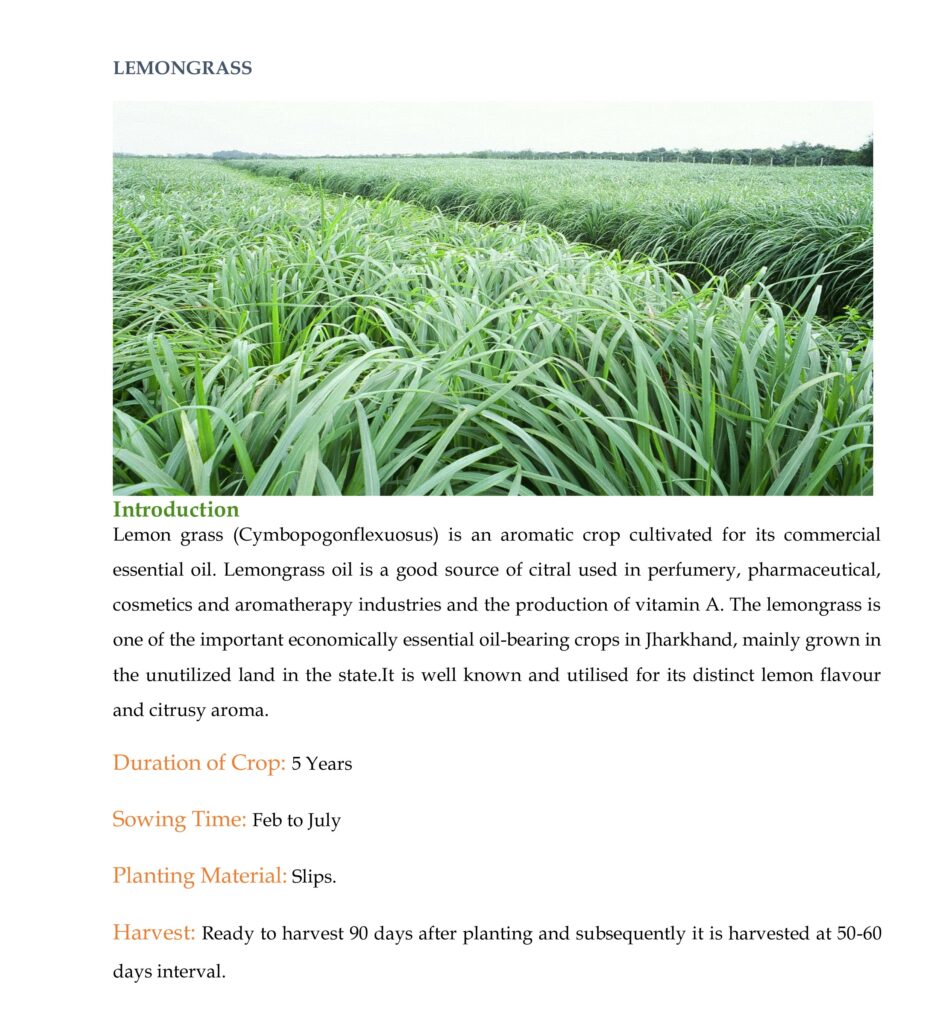 LEMONGRASS
Introduction
Lemon grass (Cymbopogonflexuosus) is an aromatic crop cultivated for its commercial
essential oil. Lemongrass oil is a good source of citral used in perfumery, pharmaceutical,
cosmetics and aromatherapy industries and the production of vitamin A. The lemongrass is
one of the important economically essential oil-bearing crops in Jharkhand, mainly grown in
the unutilized land in the state.It is well known and utilised for its distinct lemon flavour
and citrusy aroma.
Duration of Crop: 5 Years
Sowing Time: Feb to July
Planting Material: Slips.
Harvest: Ready to harvest 90 days after planting and subsequently it is harvested at 50-60
days interval.